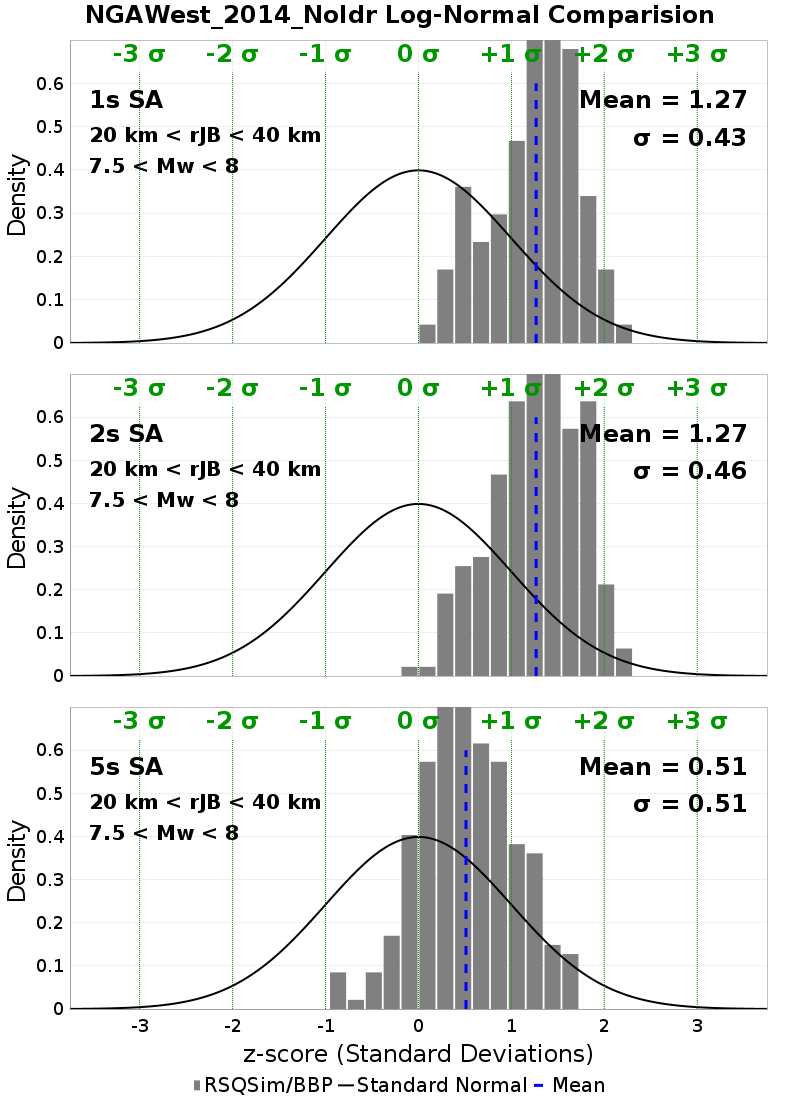 NGAWest_2014_NoIdr Log-Normal Comparision
-3 σ -2 σ -1 σ 0 σ +1 σ +2 σ +3 σ
0.6
1s SA Mean = 1.27
0.5
20 km < rJB < 40 km σ = 0.43
0.4
7.5 < Mw < 8
Density
0.3
0.2
0.1
0
-3 σ -2 σ -1 σ 0 σ +1 σ +2 σ +3 σ
0.6
2s SA Mean = 1.27
0.5
20 km < rJB < 40 km σ = 0.46
0.4
7.5 < Mw < 8
Density
0.3
0.2
0.1
0
-3 σ -2 σ -1 σ 0 σ +1 σ +2 σ +3 σ
0.6
5s SA Mean = 0.51
0.5
20 km < rJB < 40 km σ = 0.51
0.4
7.5 < Mw < 8
Density
0.3
0.2
0.1
0
-3 -2 -1 0 1 2 3
z-score (Standard Deviations)
RSQSim/BBP Standard Normal Mean